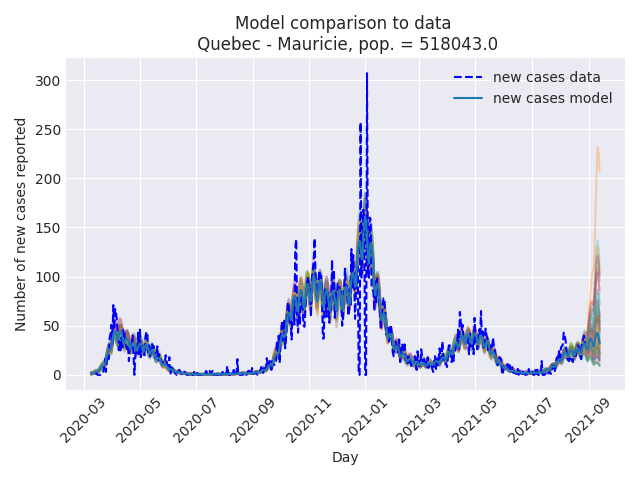 Model comparison to data
Quebec - Mauricie, pop. = 518043.0
new cases data
new cases model
Number of new cases reported
300
250
200
150
100
50
0
2020-03
2020-05
2020-07
2020-09
2020-11
2021-01
2021-03
2021-05
2021-07
2021-09
Day